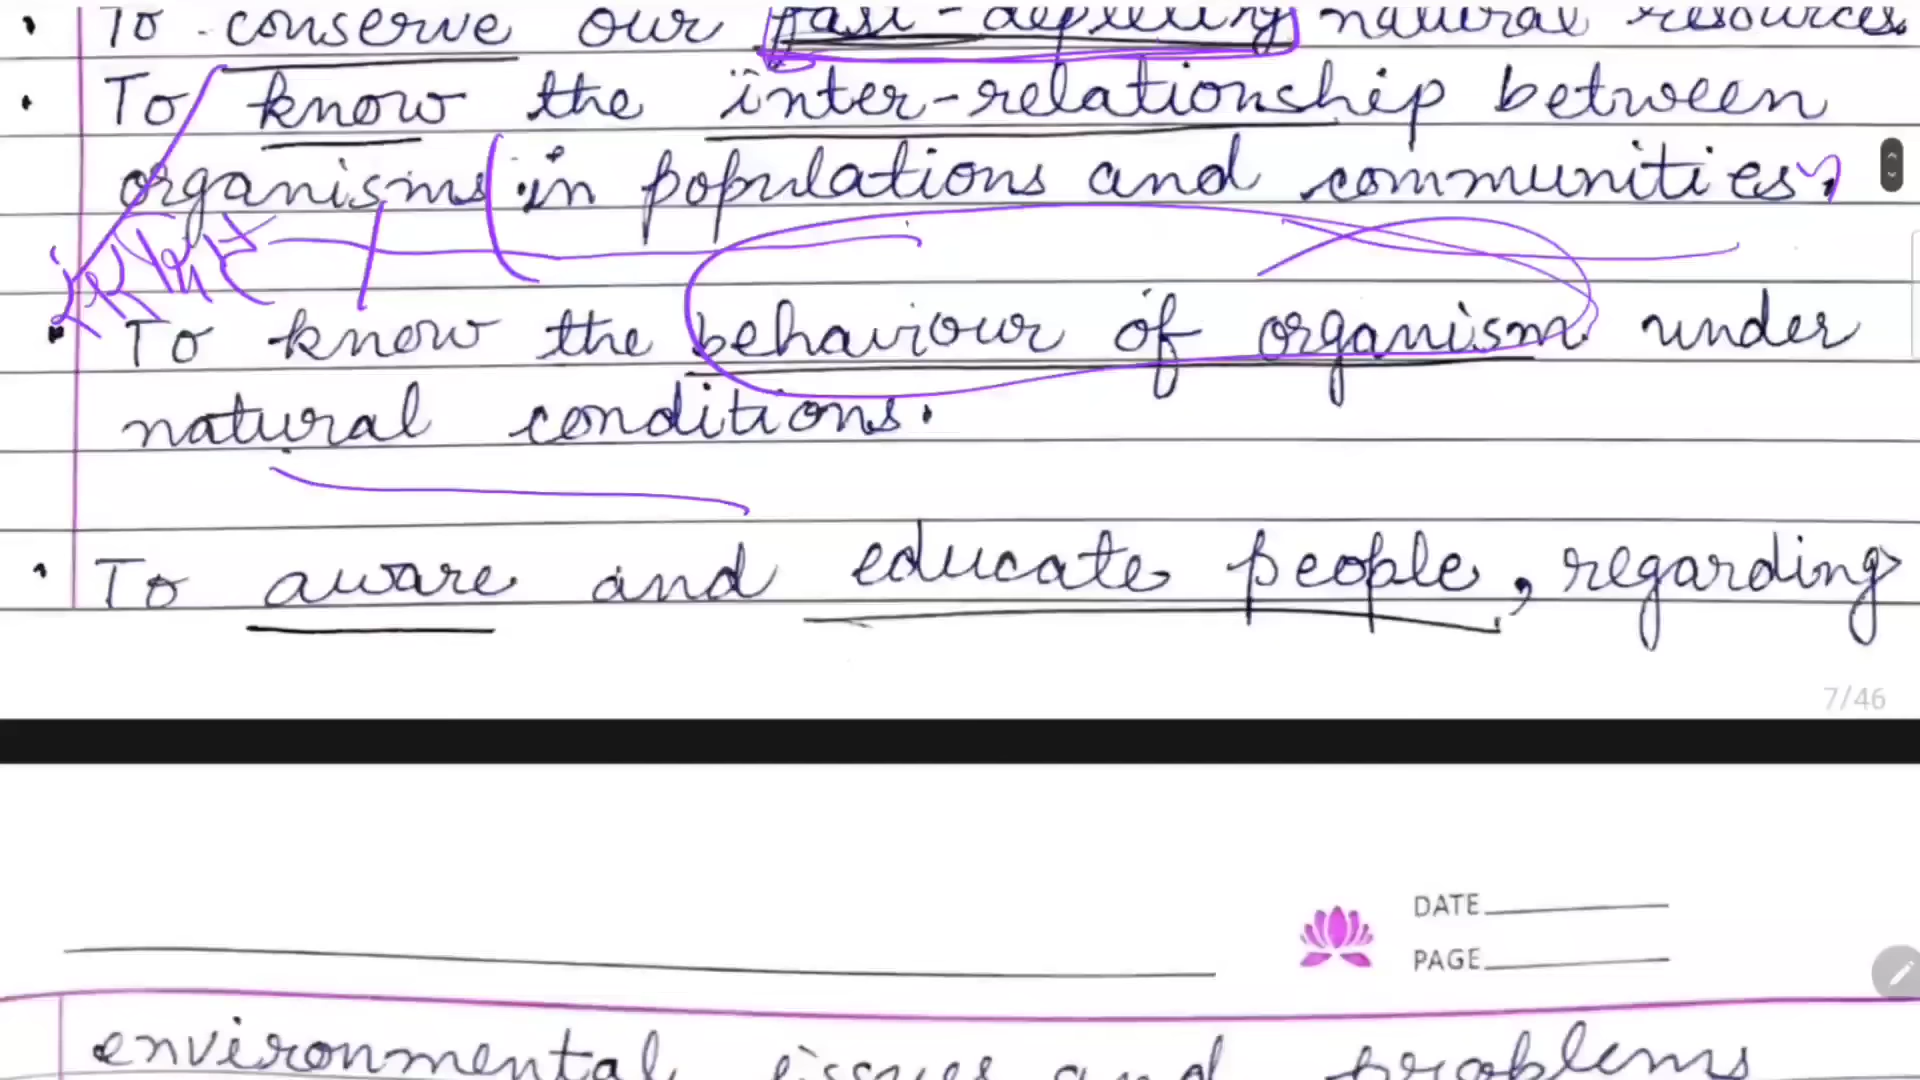 • To conserve our fast-depleting natural resources.
• To know the inter-relationship between
organisms in populations and communities.
• To know the behaviour of organism under
natural conditions.
• To aware and educate people, regarding
7/46
DATE
PAGE
environmental issues and problems